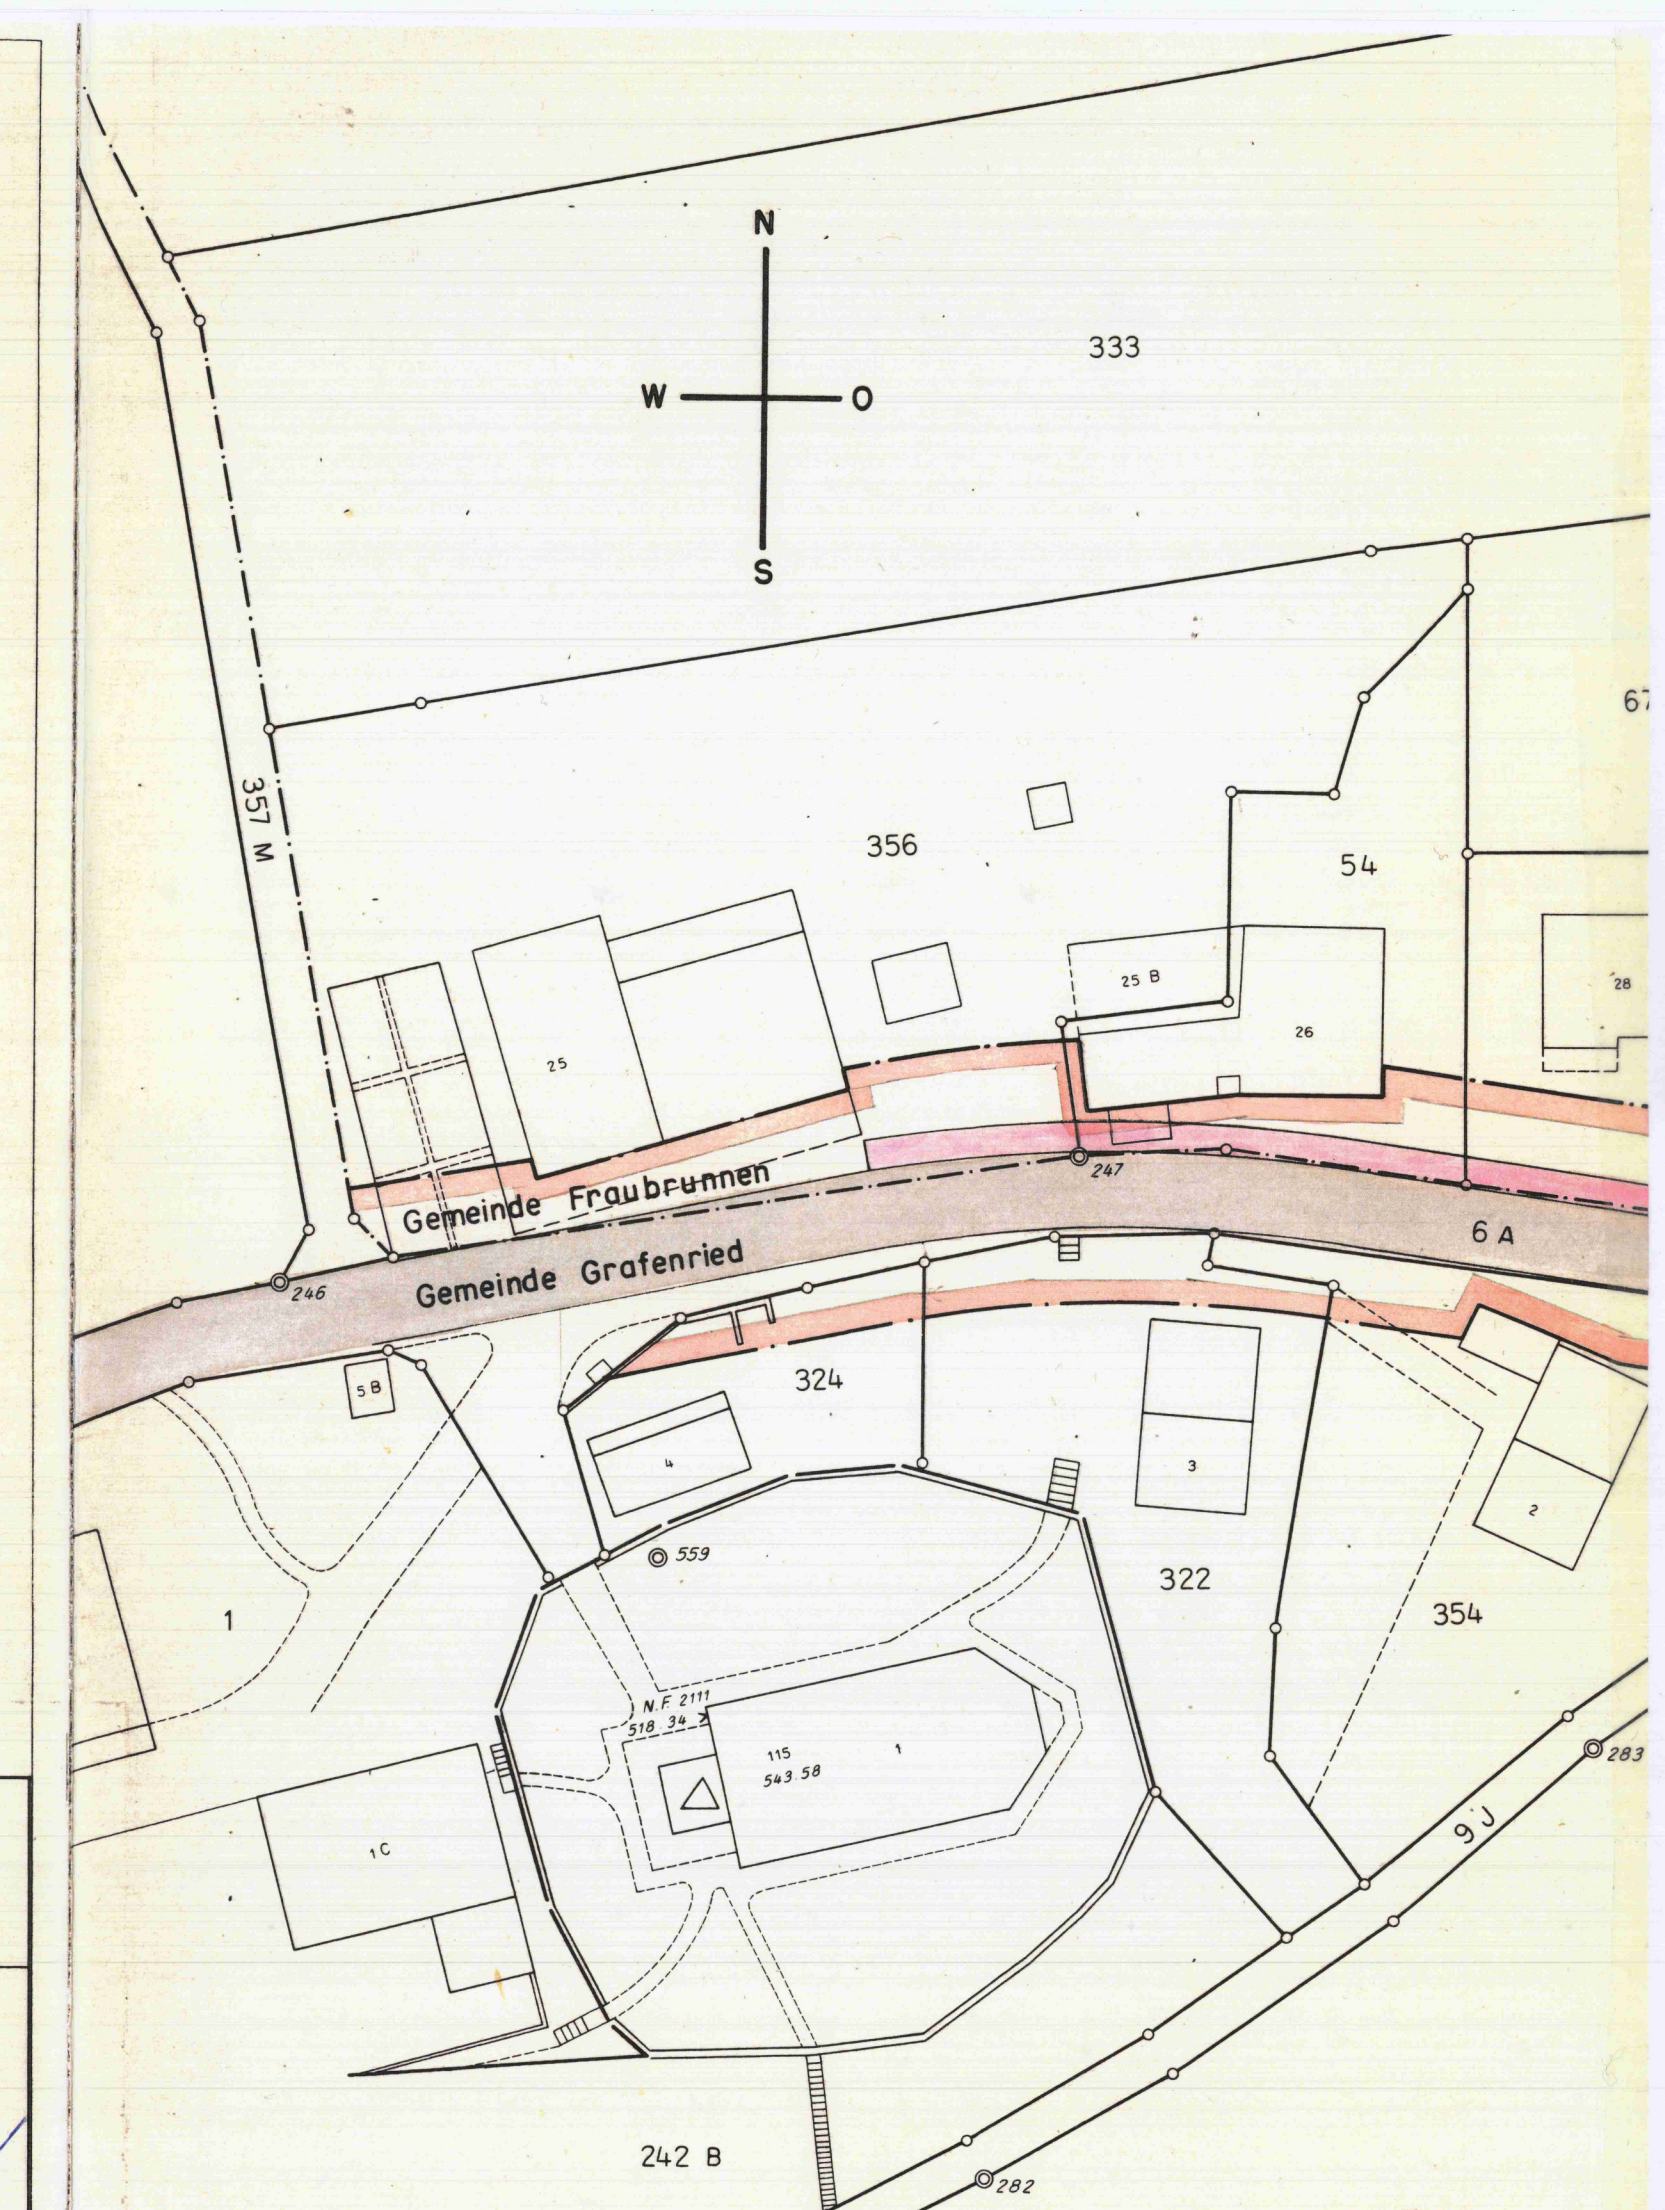 N
333
W O
S
67
357 M
356
54
25 B
28
26
25
247
Gemeinde Fraubrunnen
6 A
Gemeinde Grafenried
246
5 B
324
4
3
2
559
322
354
1
N.F. 2111
518.34
115
543.58
1
283
9 J
1 C
242 B
282